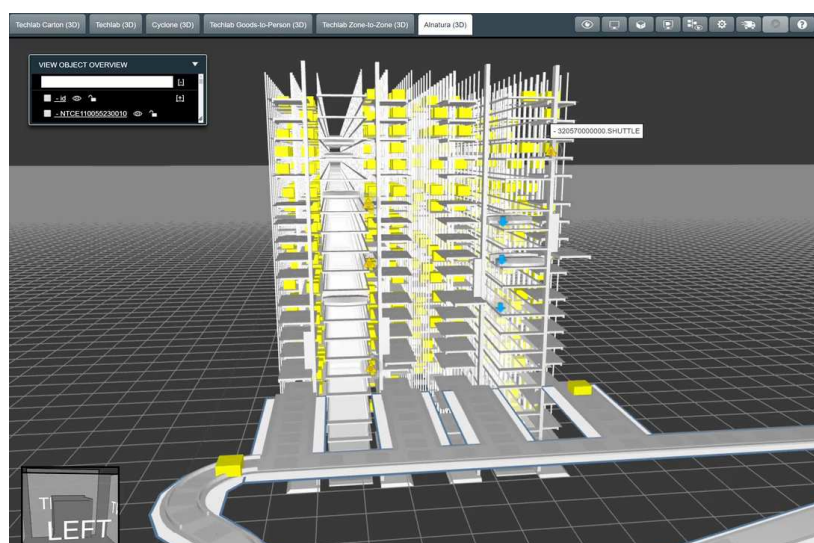 Techlab Carton (3D)
Techlab (3D)
Cyclone (3D)
Techlab Goods-to-Person (3D)
Techlab Zone-to-Zone (3D)
Alnatura (3D)
VIEW OBJECT OVERVIEW
[-]
- id
[+]
- NTCE110055230010
- 320570000000.SHUTTLE
LEFT